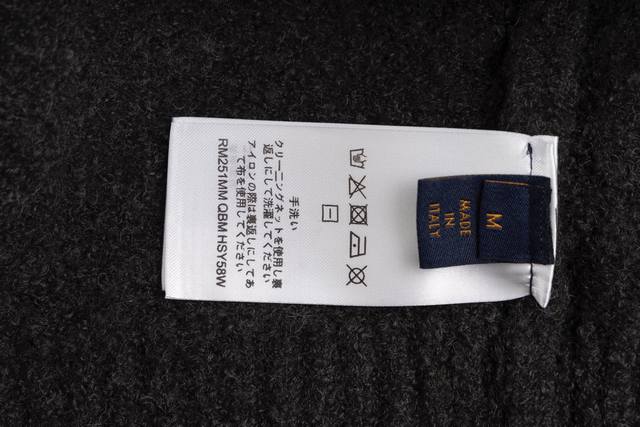 手洗い
クリーニングネットを使用し裏
返しにして洗濯してください
アイロンの際は裏返しにしてあ
て布を使用してください
RM251MM QBM HSY58W
M
MADE
IN
ITALY